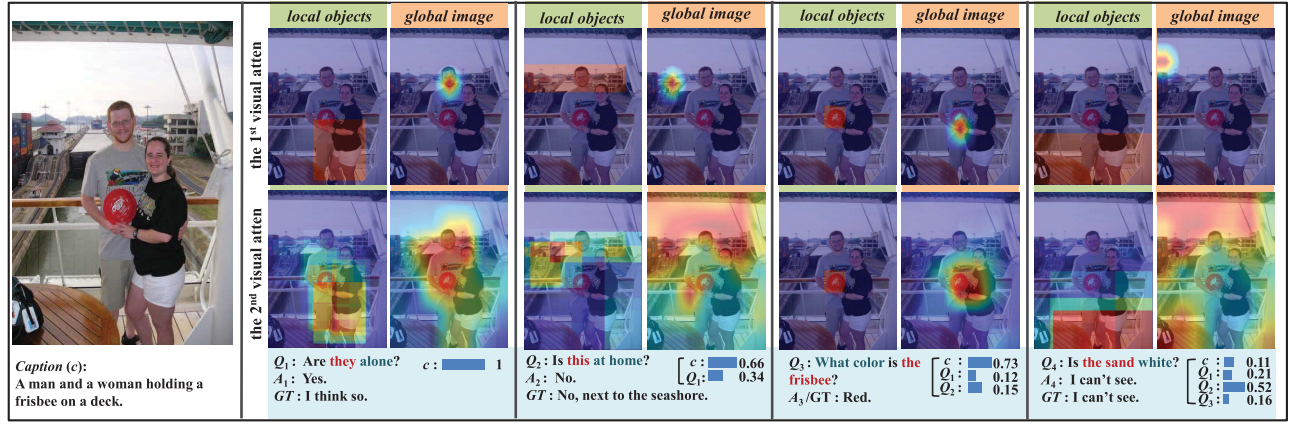 local objects
global image
local objects
global image
local objects
global image
local objects
global image
the 1st visual atten
the 2nd visual atten
Caption (c):
A man and a woman holding a
frisbee on a deck.
Q1: Are they alone?
A1: Yes.
GT: I think so.
c: 1
Q2: Is this at home?
A2: No.
GT: No, next to the seashore.
c: 0.66
Q1: 0.34
Q3: What color is the
frisbee?
A3/GT: Red.
c: 0.73
Q1: 0.12
Q2: 0.15
Q4: Is the sand white?
A4: I can't see.
GT: I can't see.
c: 0.11
Q1: 0.21
Q2: 0.52
Q3: 0.16